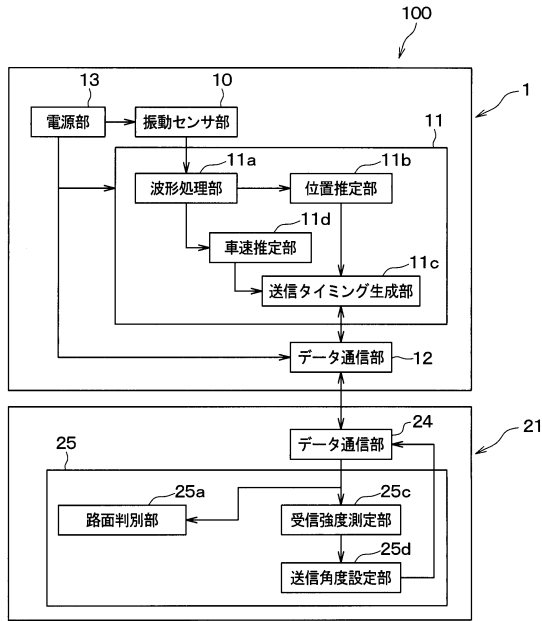 100
13
10
1
電源部
振動センサ部
11
11a
11b
波形処理部
位置推定部
11d
車速推定部
11c
送信タイミング生成部
データ通信部
12
24
21
データ通信部
25
25a
25c
路面判別部
受信強度測定部
25d
送信角度設定部